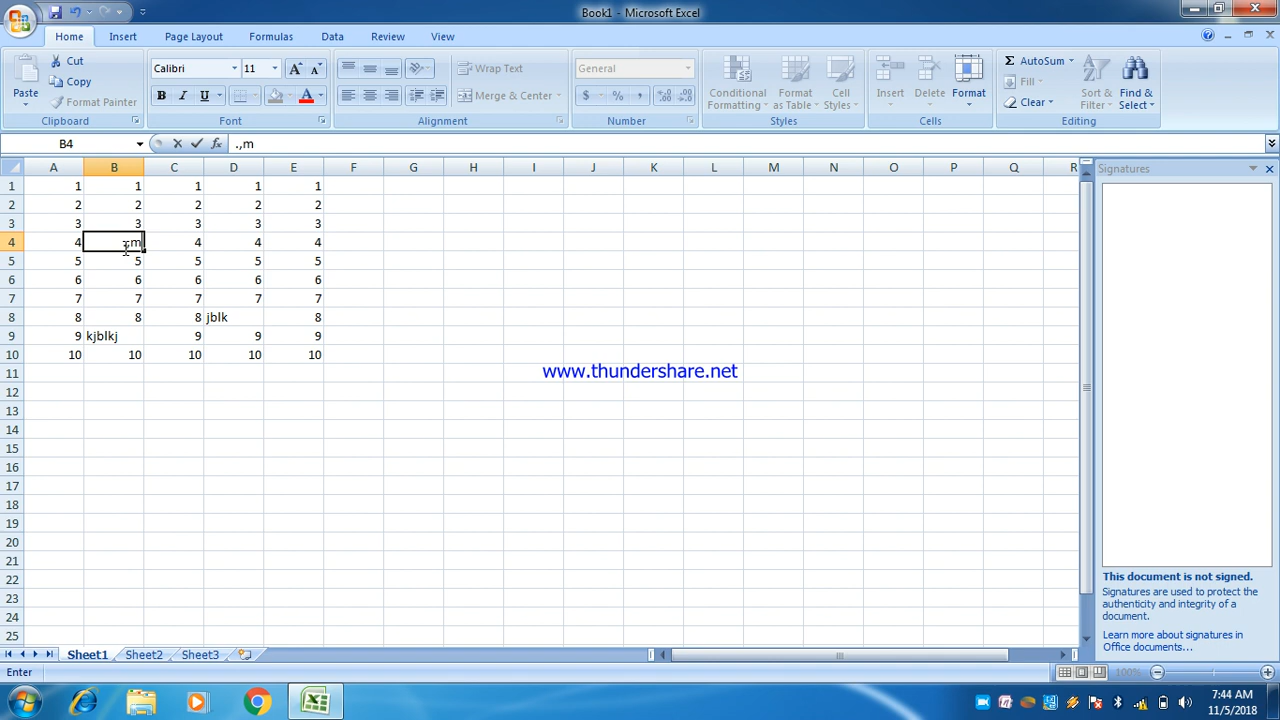 Book1 - Microsoft Excel
Home Insert Page Layout Formulas Data Review View
Cut
Copy
Format Painter
Paste
Clipboard
Calibri 11
B I U
Font
Wrap Text
Merge & Center
Alignment
General
$ % ,
Number
Conditional Formatting
Format as Table
Cell Styles
Styles
Insert Delete Format
Cells
Σ AutoSum
Fill
Clear
Sort & Filter
Find & Select
Editing
B4 fx .,m
A B C D E F G H I J K L M N O P Q R
1 1 1 1 1 1
2 2 2 2 2 2
3 3 3 3 3 3
4 4 .,m 4 4 4
5 5 5 5 5 5
6 6 6 6 6 6
7 7 7 7 7 7
8 8 8 8 jblk 8
9 9 kjblkj 9 9 9
10 10 10 10 10 10
11
12
13
14
15
16
17
18
19
20
21
22
23
24
25
www.thundershare.net
Signatures
This document is not signed.
Signatures are used to protect the
authenticity and integrity of a
document.
Learn more about signatures in
Office documents...
Sheet1 Sheet2 Sheet3
Enter 100%
7:44 AM
11/5/2018